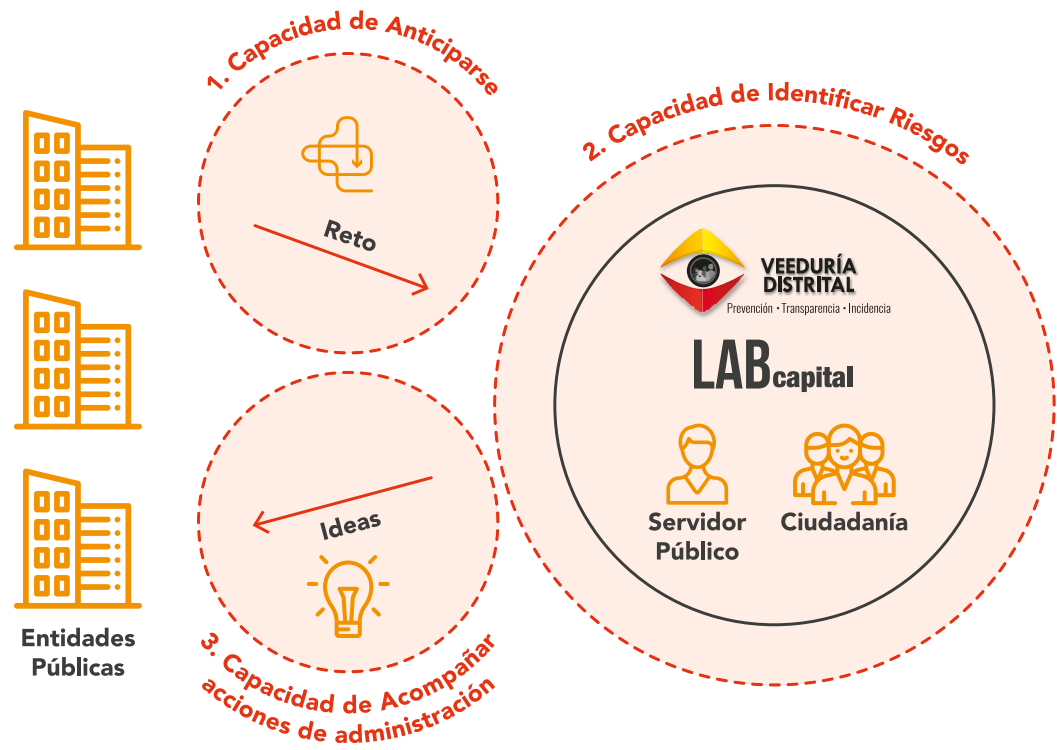 1. Capacidad de Anticiparse
Reto
2. Capacidad de Identificar Riesgos
VEEDURÍA
DISTRITAL
Prevención • Transparencia • Incidencia
LABcapital
Servidor
Público
Ciudadanía
Ideas
3. Capacidad de Acompañar
acciones de administración
Entidades
Públicas